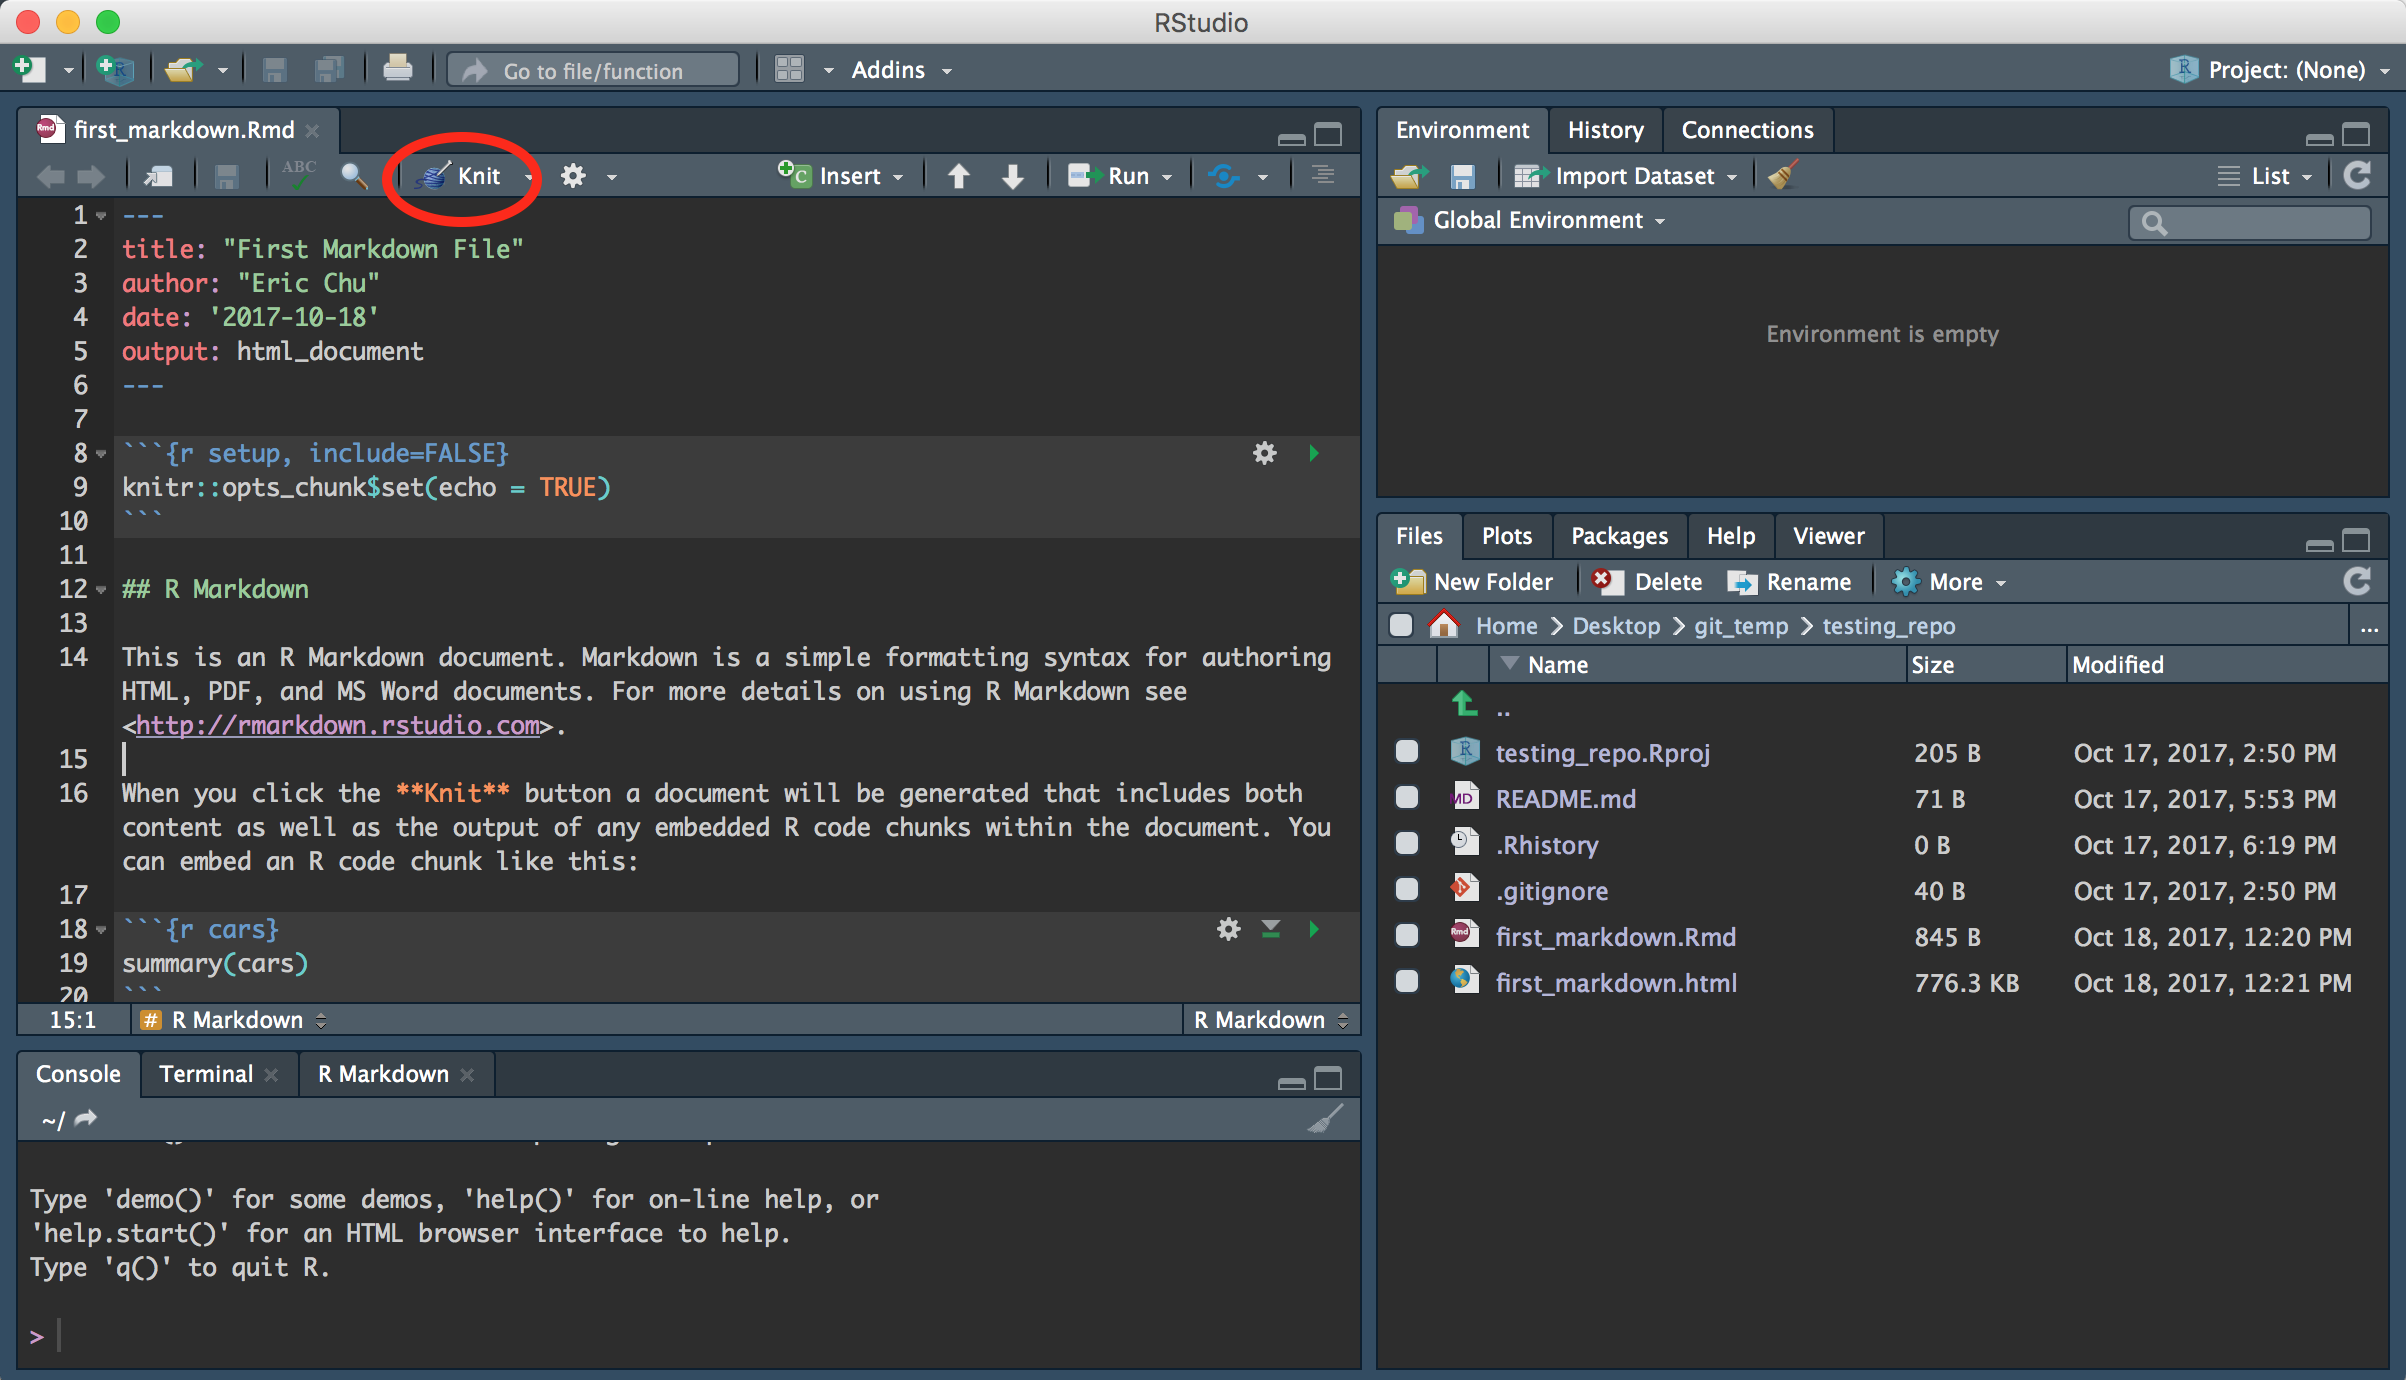 RStudio
Go to file/function
Addins
Project: (None)
first_markdown.Rmd
ABC
Knit
Insert
Run
1 ---
2 title: "First Markdown File"
3 author: "Eric Chu"
4 date: '2017-10-18'
5 output: html_document
6 ---
7
8 ```{r setup, include=FALSE}
9 knitr::opts_chunk$set(echo = TRUE)
10 ```
11
12 ## R Markdown
13
14 This is an R Markdown document. Markdown is a simple formatting syntax for authoring
HTML, PDF, and MS Word documents. For more details on using R Markdown see
<http://rmarkdown.rstudio.com>.
15
16 When you click the **Knit** button a document will be generated that includes both
content as well as the output of any embedded R code chunks within the document. You
can embed an R code chunk like this:
17
18 ```{r cars}
19 summary(cars)
20 ```
15:1 # R Markdown R Markdown
Console Terminal R Markdown
~/
Type 'demo()' for some demos, 'help()' for on-line help, or
'help.start()' for an HTML browser interface to help.
Type 'q()' to quit R.
>
Environment History Connections
Import Dataset List
Global Environment
Environment is empty
Files Plots Packages Help Viewer
New Folder Delete Rename More
Home > Desktop > git_temp > testing_repo ...
Name Size Modified
..
testing_repo.Rproj 205 B Oct 17, 2017, 2:50 PM
MD README.md 71 B Oct 17, 2017, 5:53 PM
.Rhistory 0 B Oct 17, 2017, 6:19 PM
.gitignore 40 B Oct 17, 2017, 2:50 PM
Rmd first_markdown.Rmd 845 B Oct 18, 2017, 12:20 PM
first_markdown.html 776.3 KB Oct 18, 2017, 12:21 PM